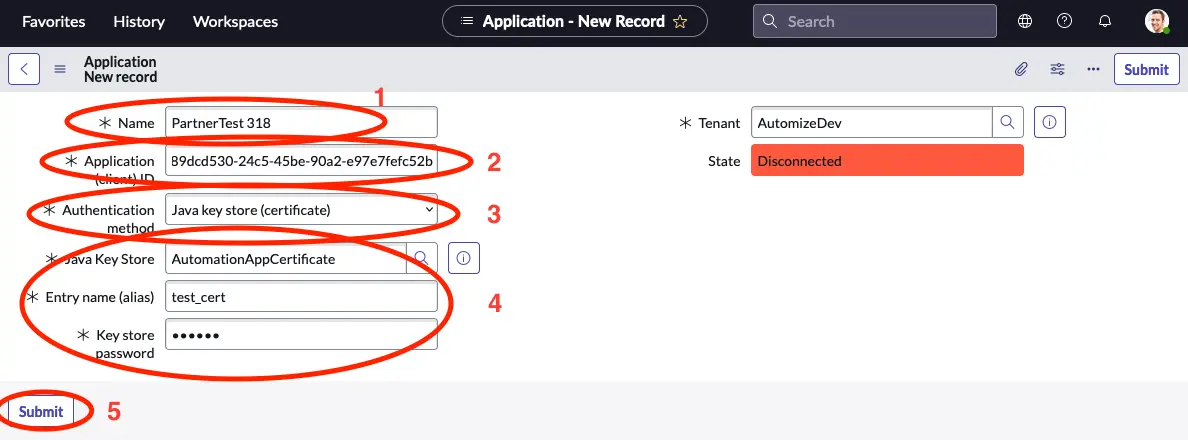 Favorites History Workspaces Application - New Record Search
Application
New record
Submit
1
* Name PartnerTest 318
* Tenant AutomizeDev
* Application (client) ID 89dcd530-24c5-45be-90a2-e97e7fefc52b 2
State Disconnected
* Authentication method Java key store (certificate) 3
* Java Key Store AutomationAppCertificate
* Entry name (alias) test_cert 4
* Key store password ••••••
Submit 5